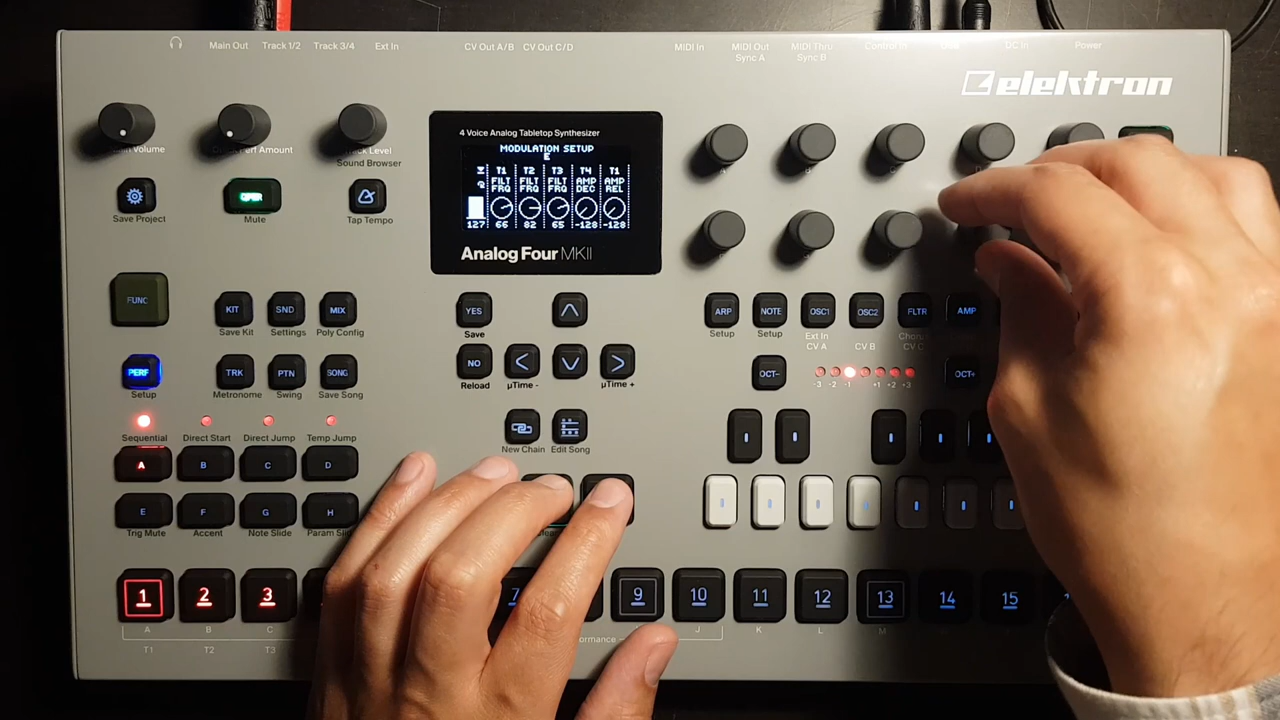 Main Out Track 1/2 Track 3/4 Ext In CV Out A/B CV Out C/D MIDI In MIDI Out MIDI Thru Control In DC In Power
Sync A Sync B
elektron
4 Voice Analog Tabletop Synthesizer
MODULATION SETUP
E
T1 T2 T3 T4 T1
FILT FILT FILT AMP AMP
FRQ FRQ FRQ DEC REL
127 66 82 65 -128 -128
Analog Four MKII
Volume
Perf Amount
Track Level
Sound Browser
Save Project
Mute
Tap Tempo
FUNC
KIT SND MIX
Save Kit Settings Poly Config
YES
Save
NO
Reload
µTime - µTime +
ARP NOTE OSC1 OSC2 FLTR AMP
Setup Setup Ext In
CV A CV B CV C
OCT- OCT+
-3 -2 -1 +1 +2 +3
PERF TRK PTN SONG
Setup Metronome Swing Save Song
Sequential Direct Start Direct Jump Temp Jump
New Chain Edit Song
A B C D
E F G H
Trig Mute Accent Note Slide Param
1 2 3 7 9 10 11 12 13 14 15
A B C J K L M
T1 T2 T3